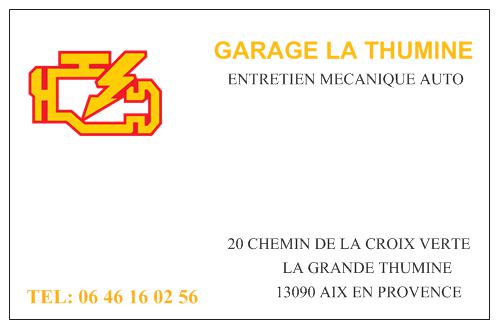 GARAGE LA THUMINE
ENTRETIEN MECANIQUE AUTO
20 CHEMIN DE LA CROIX VERTE
LA GRANDE THUMINE
13090 AIX EN PROVENCE
TEL: 06 46 16 02 56